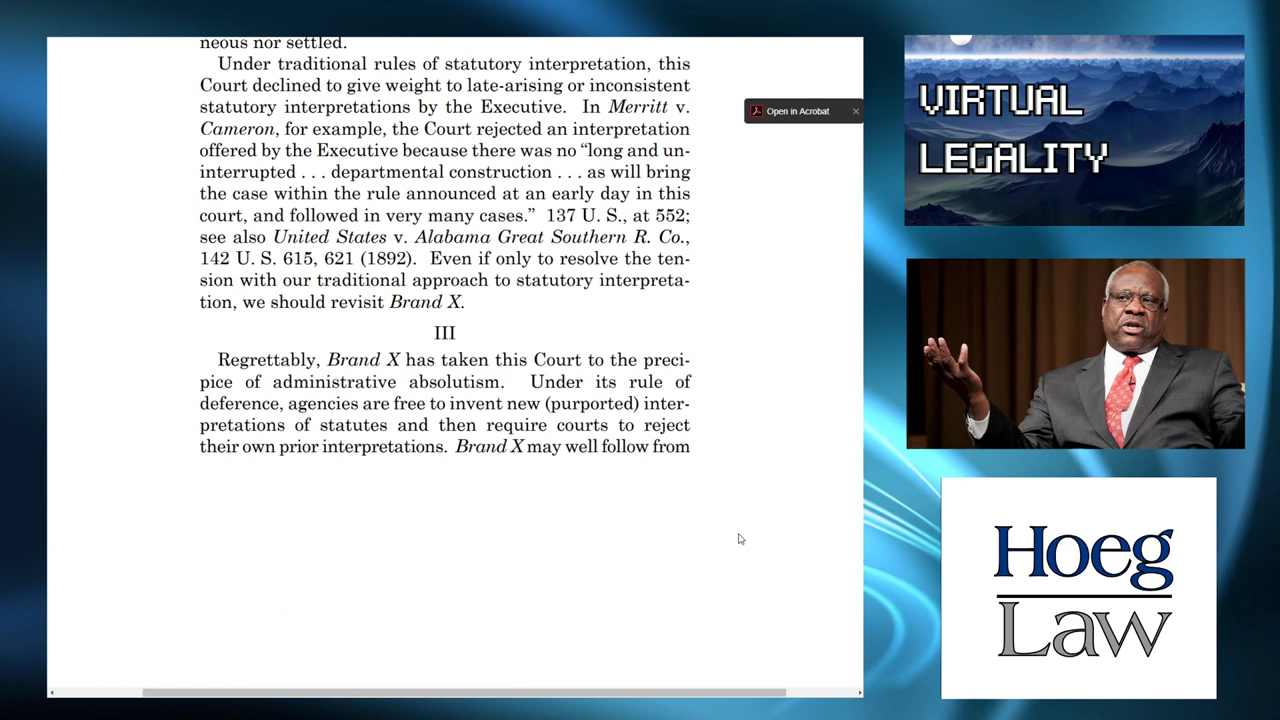 neous nor settled.
Under traditional rules of statutory interpretation, this
Court declined to give weight to late-arising or inconsistent
statutory interpretations by the Executive. In Merritt v.
Cameron, for example, the Court rejected an interpretation
offered by the Executive because there was no “long and un-
interrupted . . . departmental construction . . . as will bring
the case within the rule announced at an early day in this
court, and followed in very many cases.” 137 U. S., at 552;
see also United States v. Alabama Great Southern R. Co.,
142 U. S. 615, 621 (1892). Even if only to resolve the ten-
sion with our traditional approach to statutory interpreta-
tion, we should revisit Brand X.
III
Regrettably, Brand X has taken this Court to the preci-
pice of administrative absolutism. Under its rule of
deference, agencies are free to invent new (purported) inter-
pretations of statutes and then require courts to reject
their own prior interpretations. Brand X may well follow from
Open in Acrobat
VIRTUAL
LEGALITY
Hoeg
Law